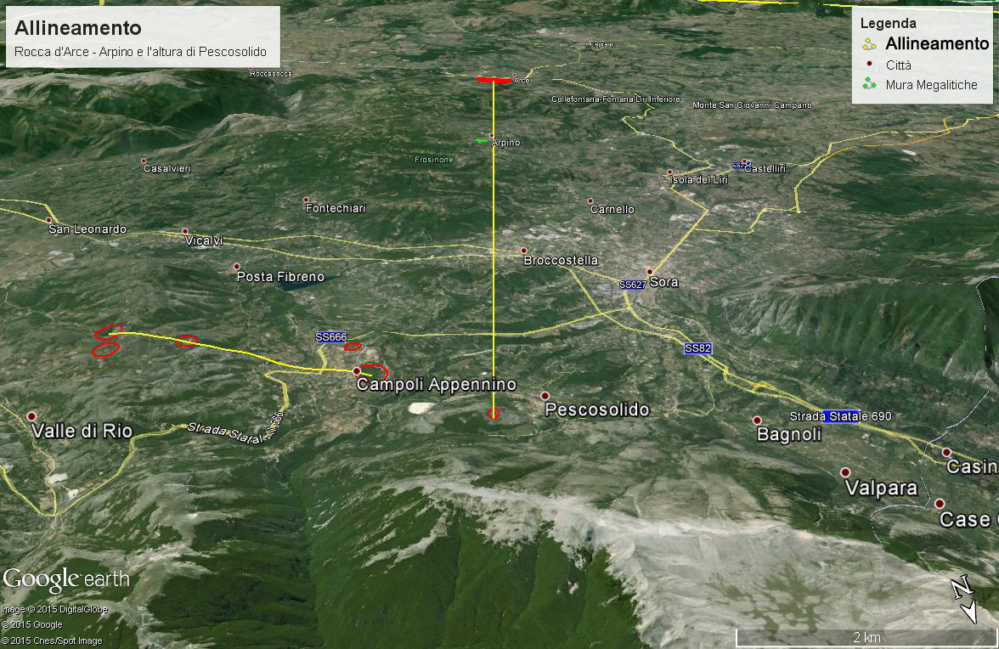 Allineamento
Rocca d'Arce - Arpino e l'altura di Pescosolido
Legenda
Allineamento
Città
Mura Megalitiche
Ceprano
Roccasecca
Arce
Collefontana-Fontana Liri Inferiore
Monte San Giovanni Campano
Arpino
Frosinone
Casalvieri
Castelliri
Isola del Liri
Fontechiari
Carnello
San Leonardo
Vicalvi
Broccostella
Posta Fibreno
SS627
Sora
SS666
SS82
Campoli Appennino
Pescosolido
Valle di Rio
Strada Statale 690
Bagnoli
Casin
Valpara
Case
Google earth
Image © 2015 DigitalGlobe
© 2015 Google
© 2015 Cnes/Spot Image
N
2 km